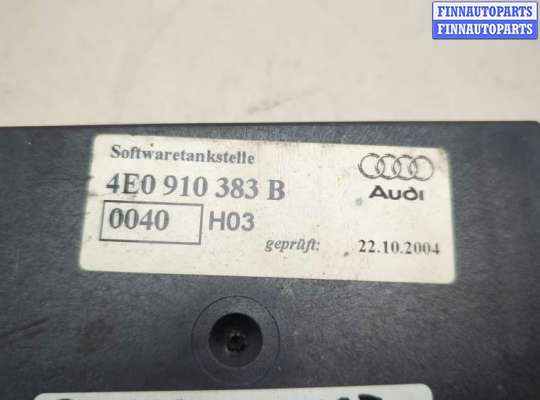 FINNAUTOPARTS
FINNAUTOPARTS
Softwaretankstelle
4E0 910 383 B
0040 H03
Audi
geprüft: 22.10.2004